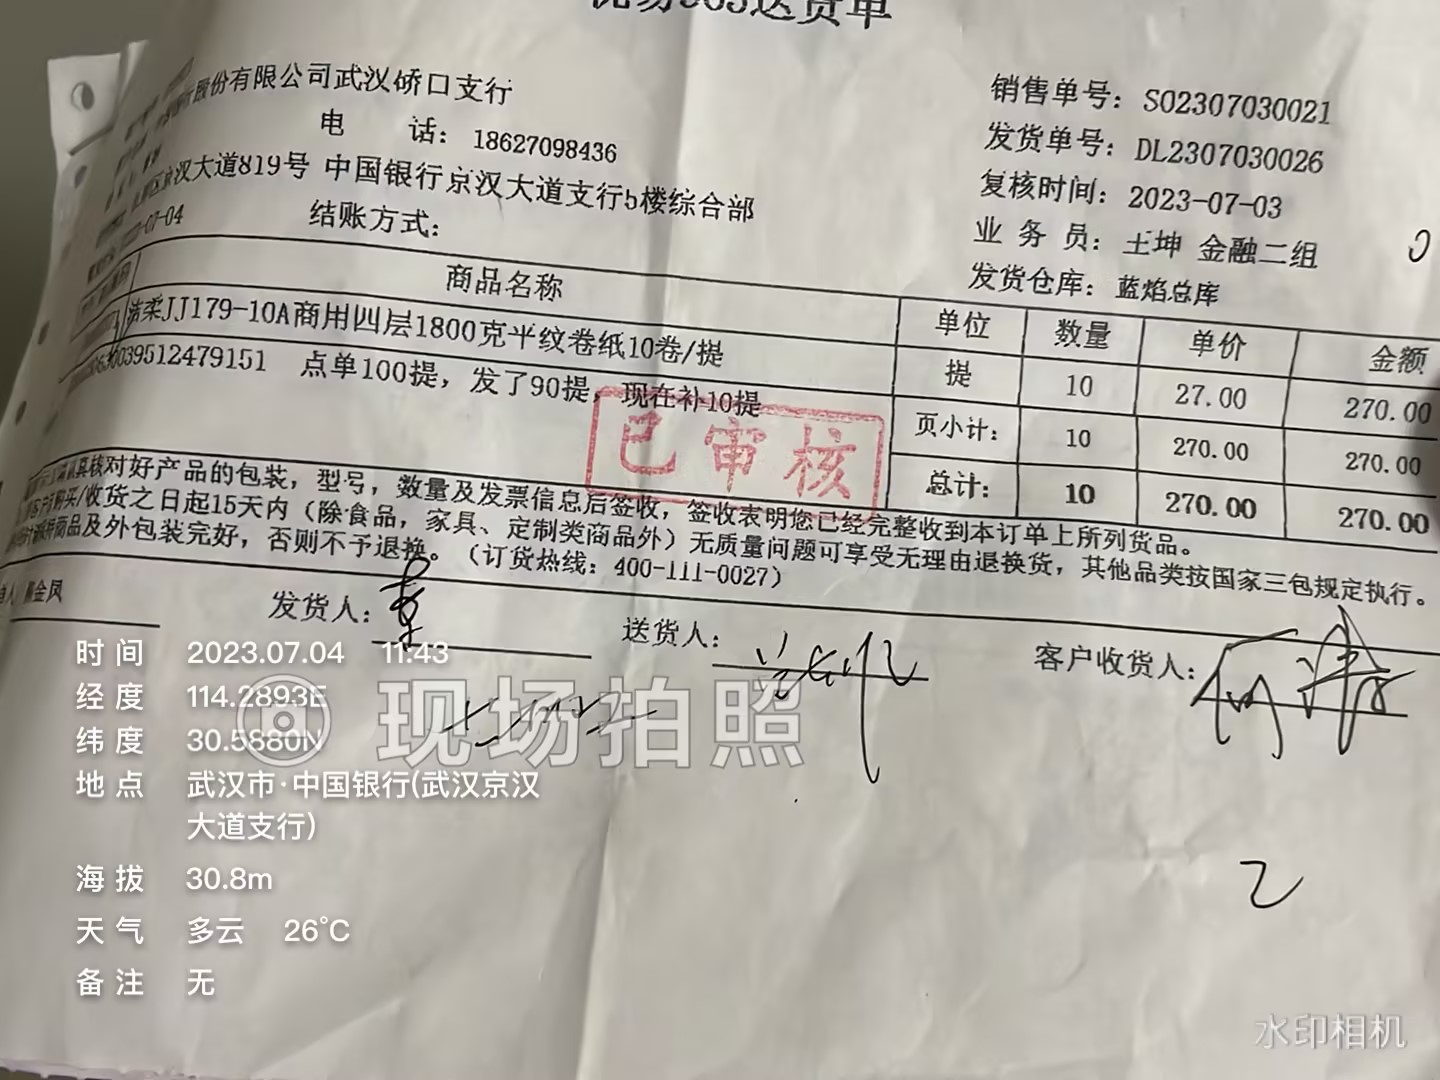 送货单
股份有限公司武汉硚口支行
销售单号：SO2307030021
电 话：18627098436
发货单号：DL2307030026
京汉大道819号 中国银行京汉大道支行5楼综合部
复核时间：2023-07-03
07-04
结账方式：
业 务 员：王坤 金融二组
发货仓库：蓝焰总库
商品名称 单位 数量 单价 金额
洁柔JJ179-10A商用四层1800克平纹卷纸10卷/提 提 10 27.00 270.00
0039512479151 点单100提，发了90提，现在补10提
页小计： 10 270.00 270.00
总计： 10 270.00 270.00
已审核
核对好产品的包装，型号，数量及发票信息后签收，签收表明您已经完整收到本订单上所列货品。
购买/收货之日起15天内（除食品，家具、定制类商品外）无质量问题可享受无理由退换货，其他品类按国家三包规定执行。
商品及外包装完好，否则不予退换。（订货热线：400-111-0027）
金凤
发货人：
送货人：
客户收货人：
时间 2023.07.04 11:43
经度 114.2893E
纬度 30.5880N
地点 武汉市·中国银行(武汉京汉
大道支行)
海拔 30.8m
天气 多云 26℃
备注 无
现场拍照
水印相机